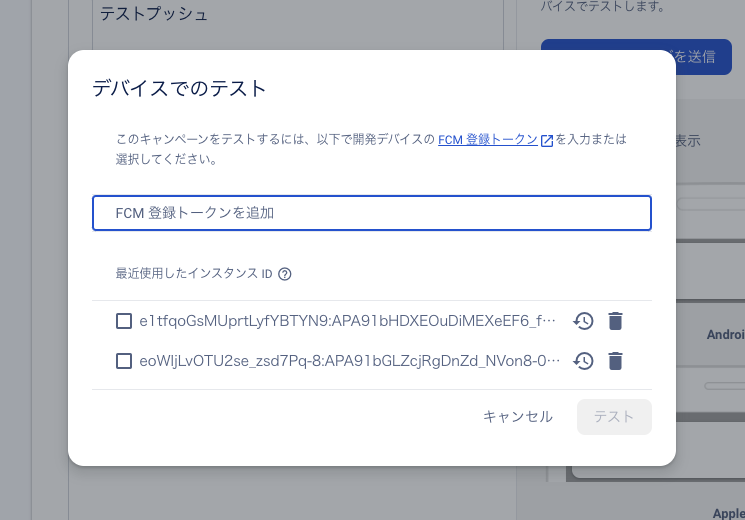 テストプッシュ
バイスでテストします。
を送信
デバイスでのテスト
このキャンペーンをテストするには、以下で開発デバイスの FCM 登録トークン を入力または
選択してください。
表示
FCM 登録トークンを追加
最近使用したインスタンス ID
e1tfqoGsMUprtLyfYBTYN9:APA91bHDXEOuDiMEXeEF6_f…
Androi
eoWIjLvOTU2se_zsd7Pq-8:APA91bGLZcjRgDnZd_NVon8-0…
キャンセル
テスト
Apple